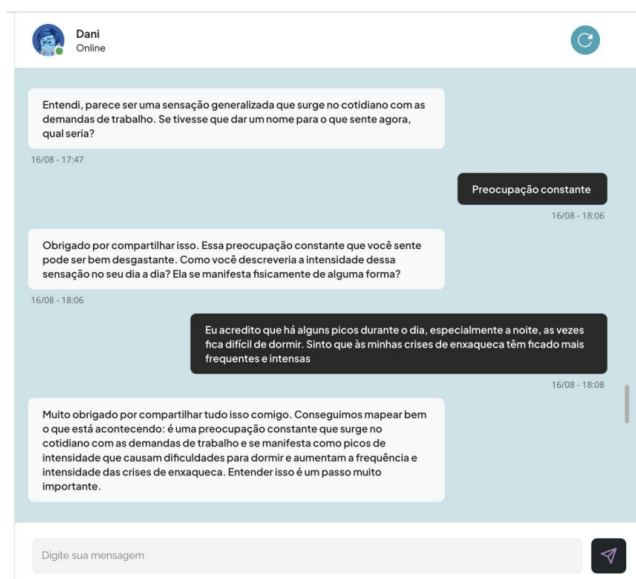 Dani
Online
Entendi, parece ser uma sensação generalizada que surge no cotidiano com as
demandas de trabalho. Se tivesse que dar um nome para o que sente agora,
qual seria?
16/08 - 17:47
Preocupação constante
16/08 - 18:06
Obrigado por compartilhar isso. Essa preocupação constante que você sente
pode ser bem desgastante. Como você descreveria a intensidade dessa
sensação no seu dia a dia? Ela se manifesta fisicamente de alguma forma?
16/08 - 18:06
Eu acredito que há alguns picos durante o dia, especialmente a noite, as vezes
fica difícil de dormir. Sinto que às minhas crises de enxaqueca têm ficado mais
frequentes e intensas
16/08 - 18:08
Muito obrigado por compartilhar tudo isso comigo. Conseguimos mapear bem
o que está acontecendo: é uma preocupação constante que surge no
cotidiano com as demandas de trabalho e se manifesta como picos de
intensidade que causam dificuldades para dormir e aumentam a frequência e
intensidade das crises de enxaqueca. Entender isso é um passo muito
importante.
Digite sua mensagem